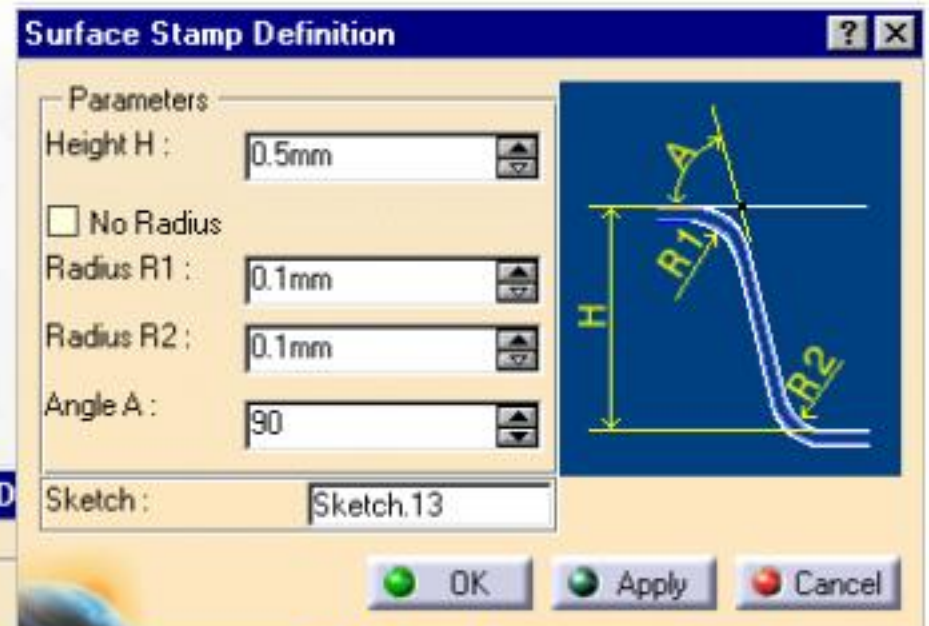 Surface Stamp Definition
? X
Parameters
Height H : 0.5mm
No Radius
Radius R1 : 0.1mm
Radius R2 : 0.1mm
Angle A : 90
Sketch : Sketch.13
A
R1
H
R2
D
OK Apply Cancel